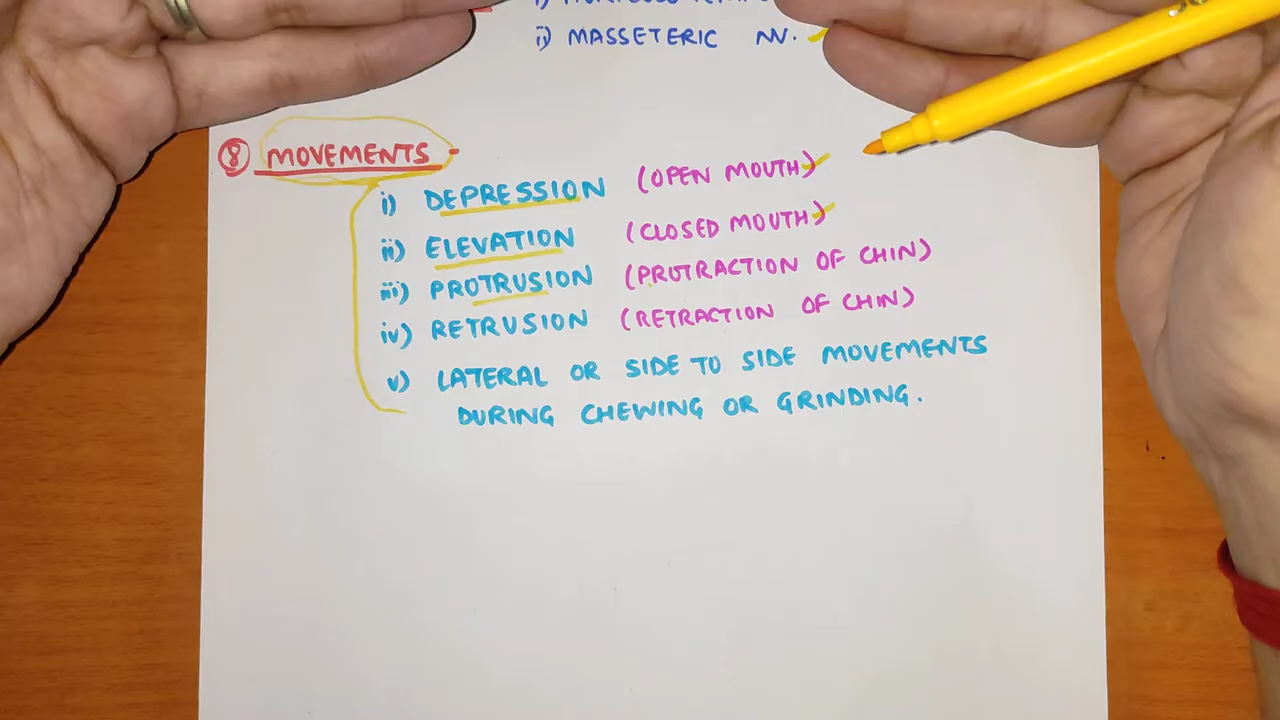 ii) MASSETERIC NV.
⑧ MOVEMENTS -
i) DEPRESSION (OPEN MOUTH)
ii) ELEVATION (CLOSED MOUTH)
iii) PROTRUSION (PROTRACTION OF CHIN)
iv) RETRUSION (RETRACTION OF CHIN)
v) LATERAL OR SIDE TO SIDE MOVEMENTS
DURING CHEWING OR GRINDING.